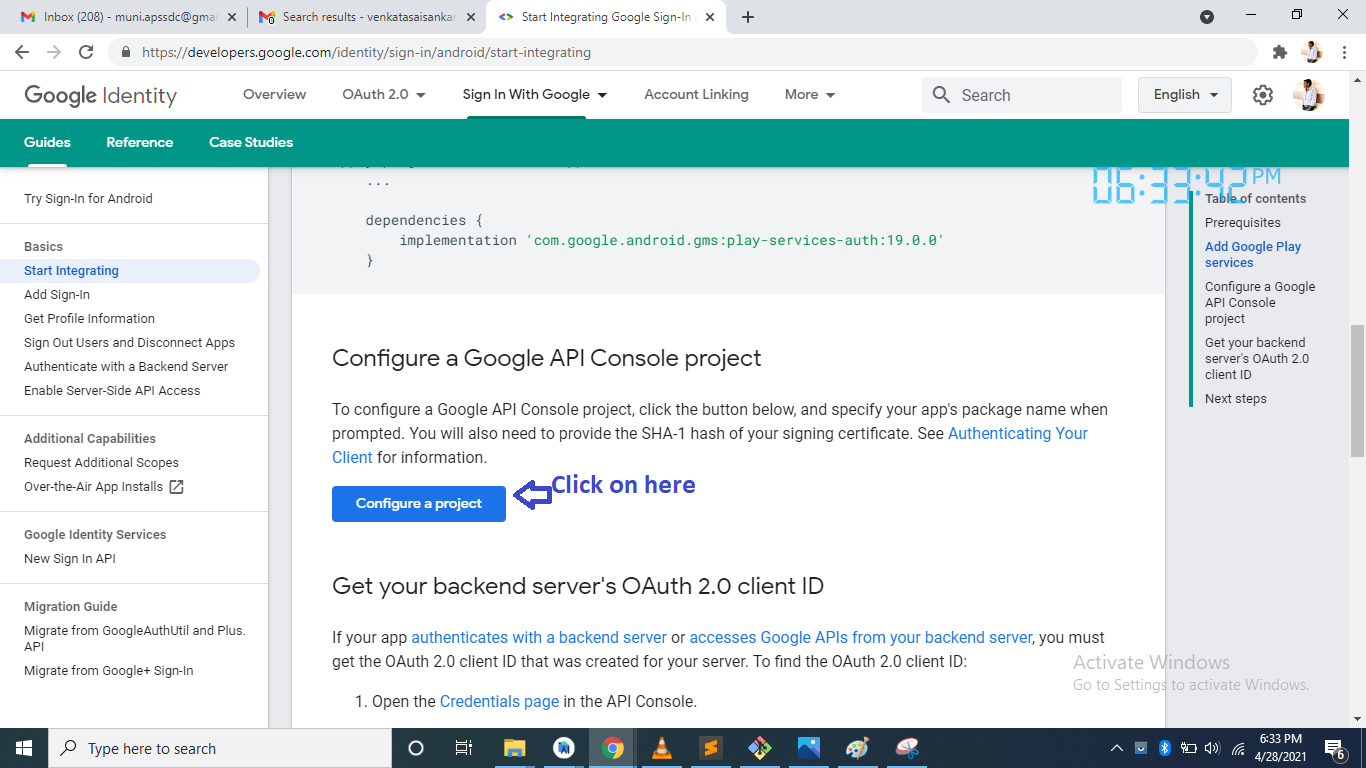 Inbox (208) - muni.apssdc@gmai
Search results - venkatasaisankar
Start Integrating Google Sign-In
https://developers.google.com/identity/sign-in/android/start-integrating
Google Identity
Overview
OAuth 2.0
Sign In With Google
Account Linking
More
Search
English
Guides
Reference
Case Studies
Try Sign-In for Android
Basics
Start Integrating
Add Sign-In
Get Profile Information
Sign Out Users and Disconnect Apps
Authenticate with a Backend Server
Enable Server-Side API Access
Additional Capabilities
Request Additional Scopes
Over-the-Air App Installs
Google Identity Services
New Sign In API
Migration Guide
Migrate from GoogleAuthUtil and Plus.
API
Migrate from Google+ Sign-In
...
dependencies {
implementation 'com.google.android.gms:play-services-auth:19.0.0'
}
Configure a Google API Console project
To configure a Google API Console project, click the button below, and specify your app's package name when
prompted. You will also need to provide the SHA-1 hash of your signing certificate. See Authenticating Your
Client for information.
Configure a project
Click on here
Get your backend server's OAuth 2.0 client ID
If your app authenticates with a backend server or accesses Google APIs from your backend server, you must
get the OAuth 2.0 client ID that was created for your server. To find the OAuth 2.0 client ID:
1. Open the Credentials page in the API Console.
06:33:42 PM
Table of contents
Prerequisites
Add Google Play
services
Configure a Google
API Console
project
Get your backend
server's OAuth 2.0
client ID
Next steps
Activate Windows
Go to Settings to activate Windows.
Type here to search
6:33 PM
4/28/2021
6